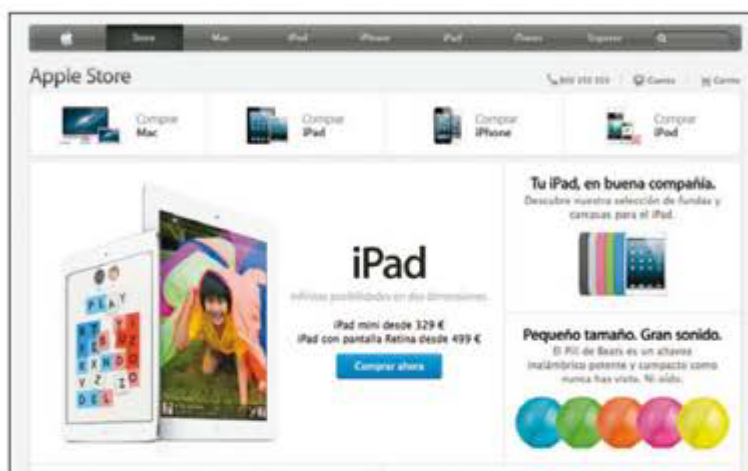 Store Mac iPod iPhone iPad iTunes Soporte
Apple Store
Cuenta Carrito
Comprar
Mac
Comprar
iPad
Comprar
iPhone
Comprar
iPod
iPad
Infinitas posibilidades en dos dimensiones.
iPad mini desde 329 €
iPad con pantalla Retina desde 499 €
Comprar ahora
PLAY
Tu iPad, en buena compañía.
Descubre nuestra selección de fundas y
carcasas para el iPad.
Pequeño tamaño. Gran sonido.
El Pill de Beats es un altavoz
inalámbrico potente y compacto como
nunca has visto. Ni oído.